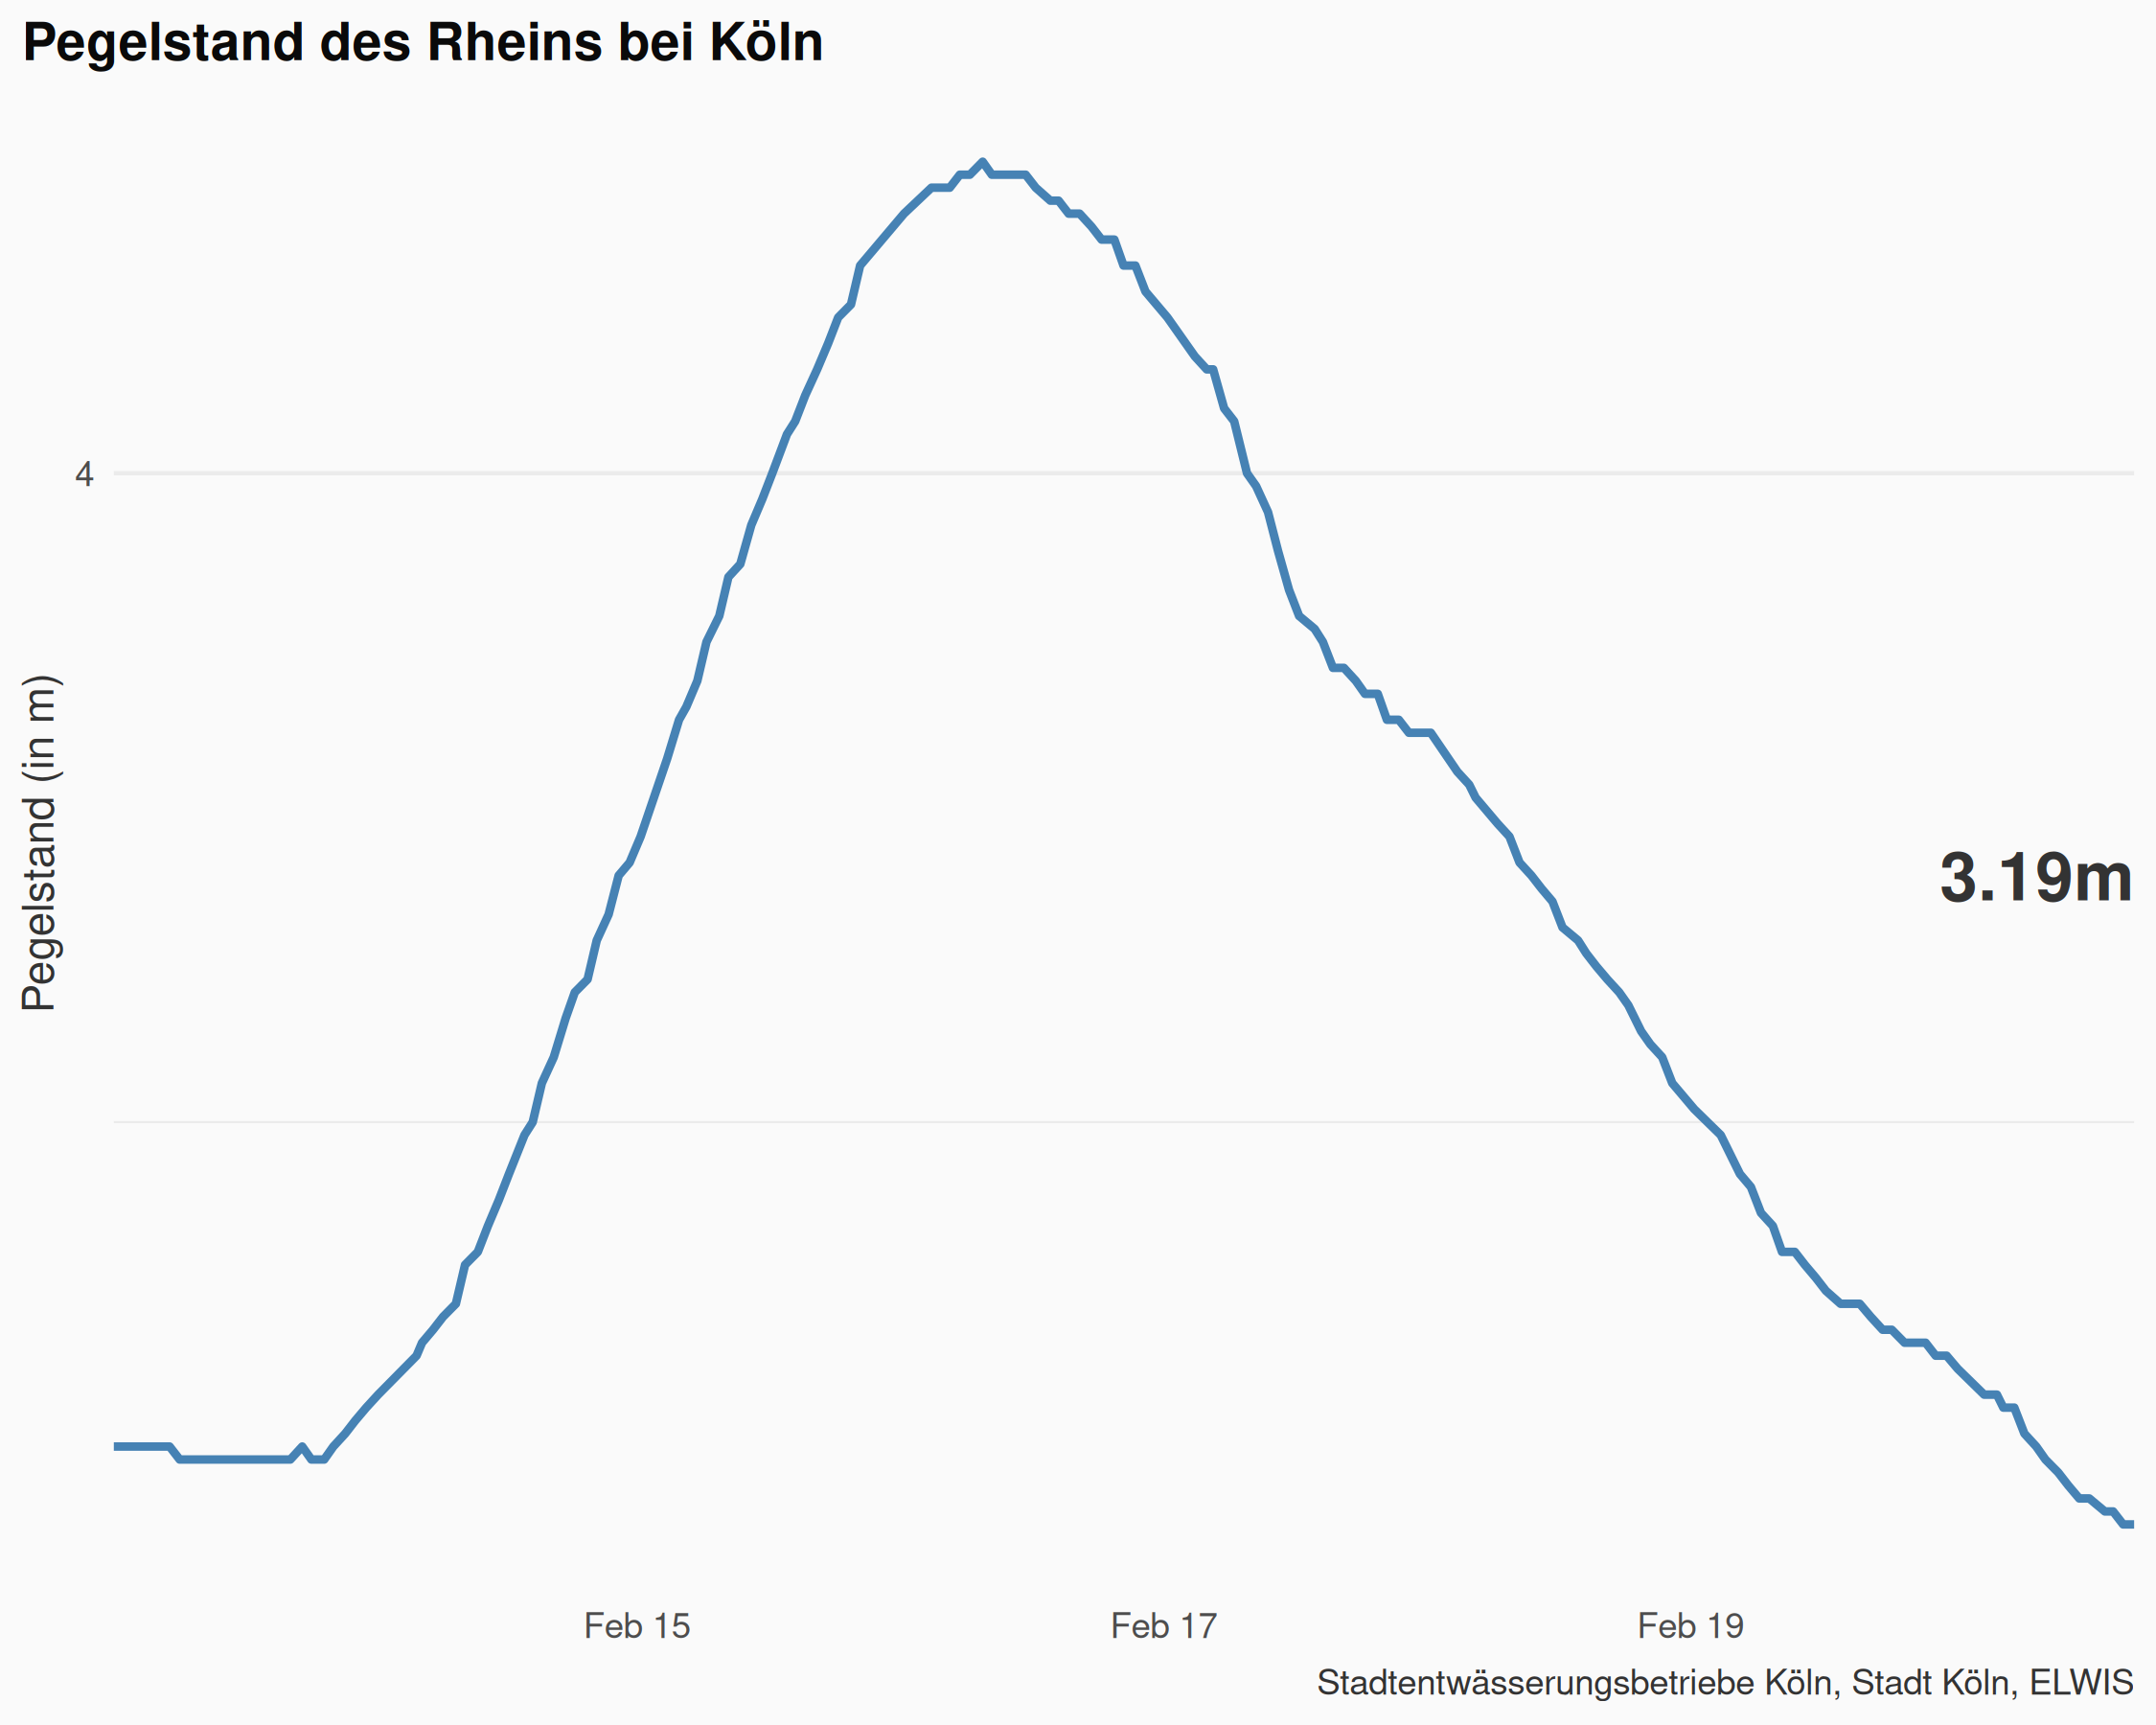 Pegelstand des Rheins bei Köln
4
Pegelstand (in m)
3.19m
Feb 15
Feb 17
Feb 19
Stadtentwässerungsbetriebe Köln, Stadt Köln, ELWIS